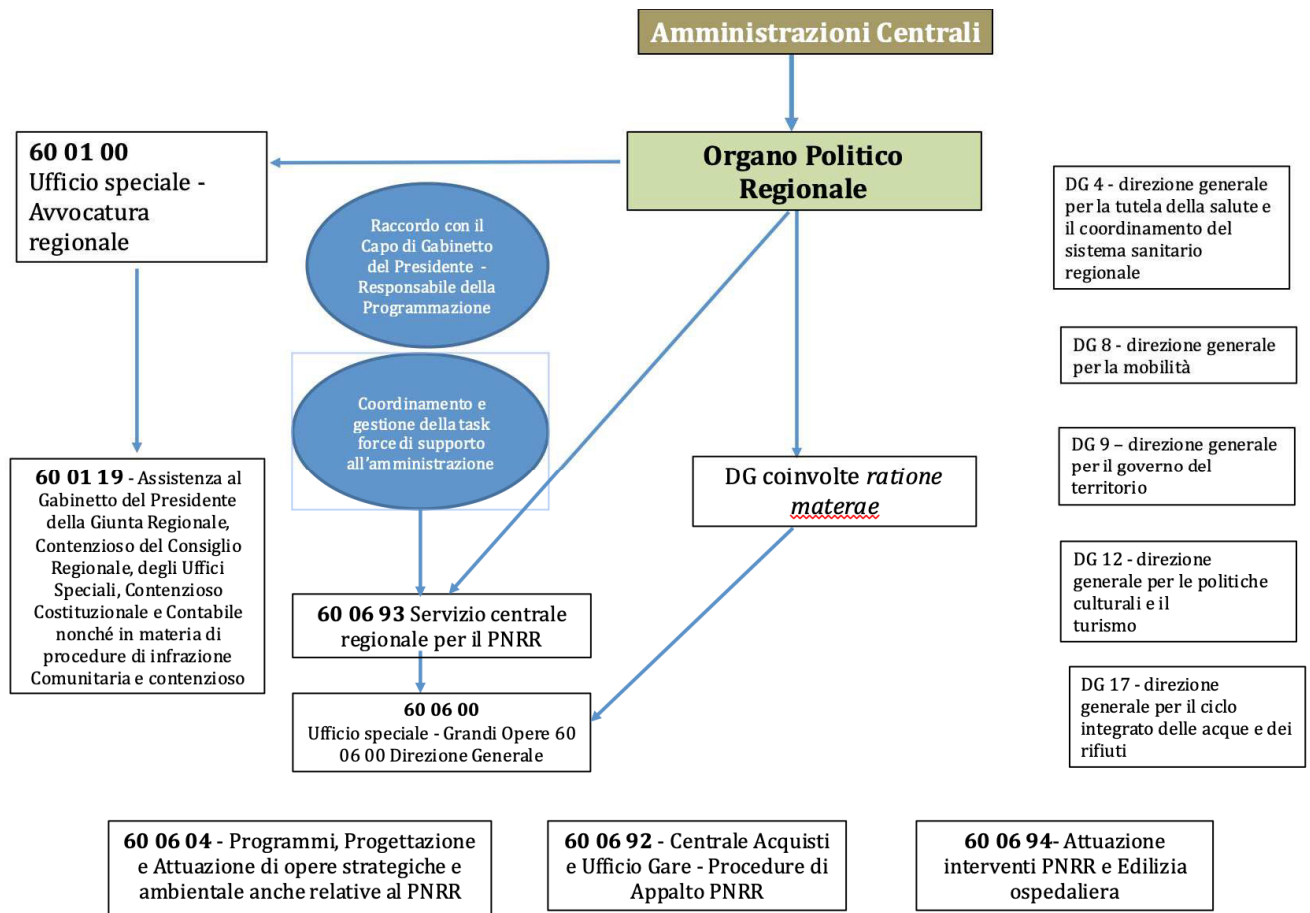 Amministrazioni Centrali
60 01 00
Ufficio speciale -
Avvocatura
regionale
Organo Politico
Regionale
Raccordo con il
Capo di Gabinetto
del Presidente -
Responsabile della
Programmazione
DG 4 - direzione generale
per la tutela della salute e
il coordinamento del
sistema sanitario
regionale
DG 8 - direzione generale
per la mobilità
Coordinamento e
gestione della task
force di supporto
all'amministrazione
DG 9 – direzione generale
per il governo del
territorio
60 01 19 - Assistenza al
Gabinetto del Presidente
della Giunta Regionale,
Contenzioso del Consiglio
Regionale, degli Uffici
Speciali, Contenzioso
Costituzionale e Contabile
nonché in materia di
procedure di infrazione
Comunitaria e contenzioso
DG coinvolte ratione
materae
DG 12 - direzione
generale per le politiche
culturali e il
turismo
60 06 93 Servizio centrale
regionale per il PNRR
60 06 00
Ufficio speciale - Grandi Opere 60
06 00 Direzione Generale
DG 17 - direzione
generale per il ciclo
integrato delle acque e dei
rifiuti
60 06 04 - Programmi, Progettazione
e Attuazione di opere strategiche e
ambientale anche relative al PNRR
60 06 92 - Centrale Acquisti
e Ufficio Gare - Procedure di
Appalto PNRR
60 06 94- Attuazione
interventi PNRR e Edilizia
ospedaliera